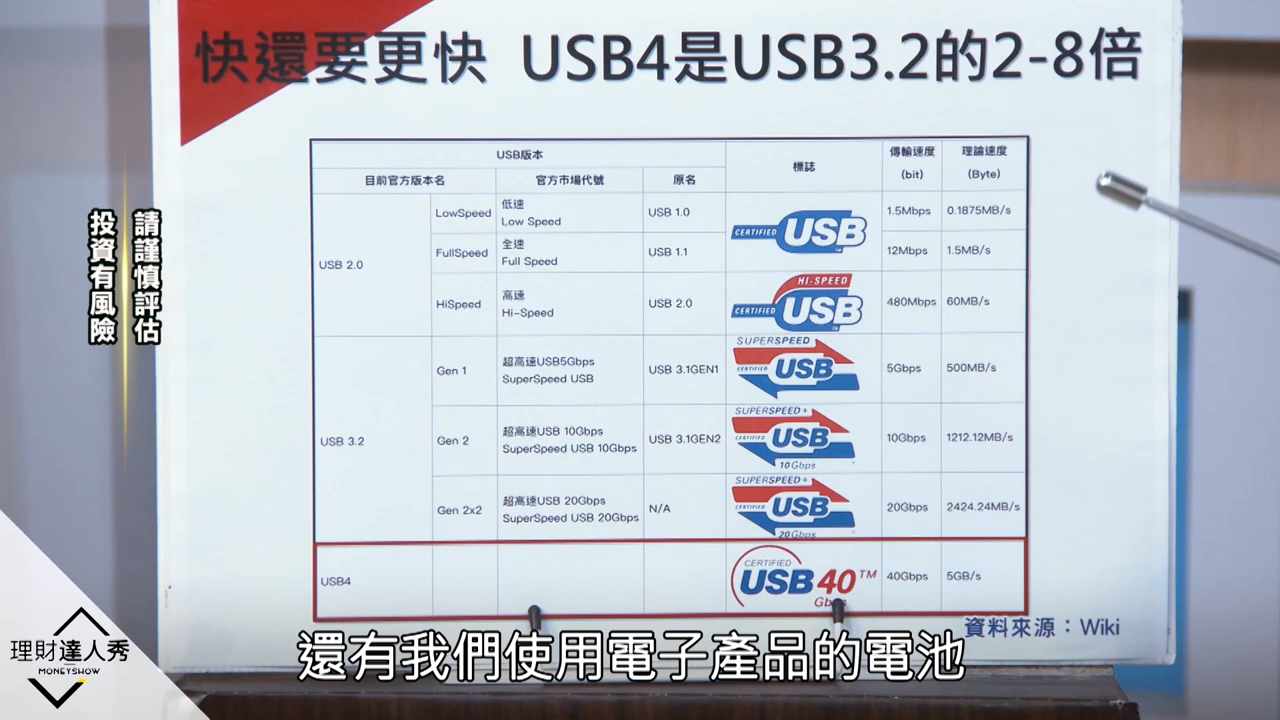 快還要更快 USB4是USB3.2的2-8倍
USB版本
標誌
傳輸速度
(bit)
理論速度
(Byte)
目前官方版本名
官方市場代號
原名
USB 2.0
LowSpeed
低速
Low Speed
USB 1.0
CERTIFIED USB
1.5Mbps
0.1875MB/s
FullSpeed
全速
Full Speed
USB 1.1
12Mbps
1.5MB/s
HiSpeed
高速
Hi-Speed
USB 2.0
HI-SPEED
CERTIFIED USB
480Mbps
60MB/s
USB 3.2
Gen 1
超高速USB5Gbps
SuperSpeed USB
USB 3.1GEN1
SUPERSPEED
CERTIFIED USB
5Gbps
500MB/s
Gen 2
超高速USB 10Gbps
SuperSpeed USB 10Gbps
USB 3.1GEN2
SUPERSPEED+
CERTIFIED USB
10Gbps
10Gbps
1212.12MB/s
Gen 2x2
超高速USB 20Gbps
SuperSpeed USB 20Gbps
N/A
SUPERSPEED+
CERTIFIED USB
20Gbps
20Gbps
2424.24MB/s
USB4
CERTIFIED
USB 40™
40Gbps
5GB/s
資料來源：Wiki
請謹慎評估
投資有風險
還有我們使用電子產品的電池
理財達人秀
MONEYSHOW